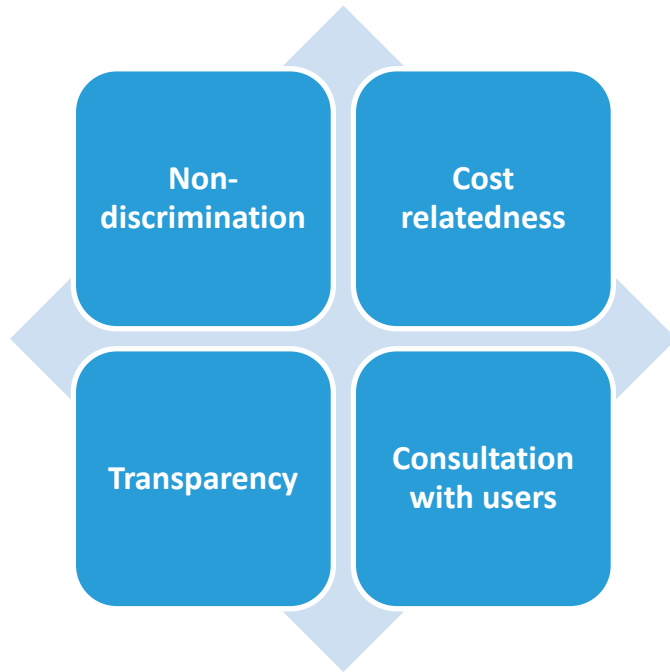 Non-
discrimination
Cost
relatedness
Transparency
Consultation
with users